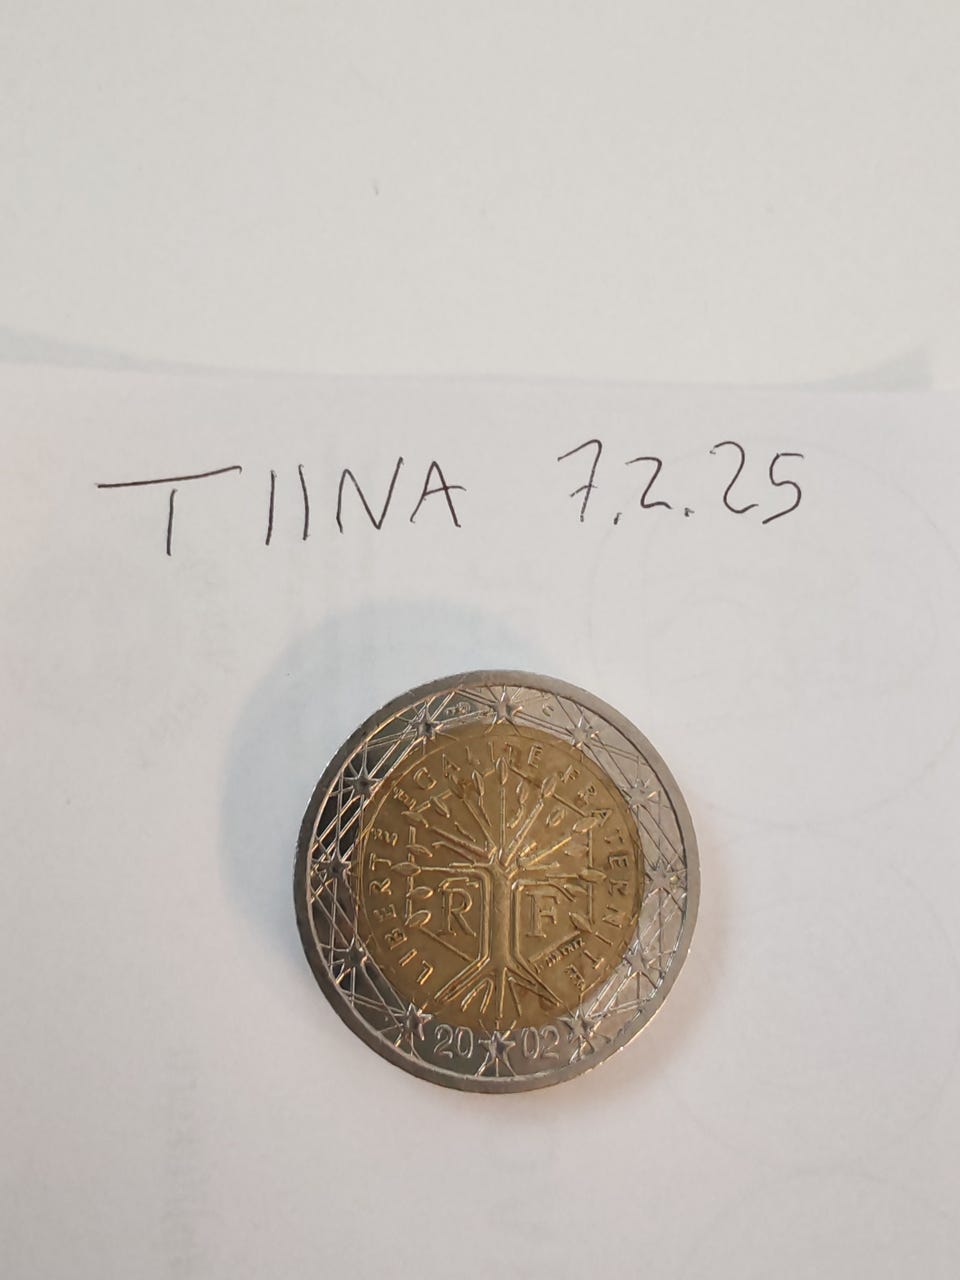 TIINA 7.2.25
LIBERTE EGALITE FRATERNITE
RF
2002